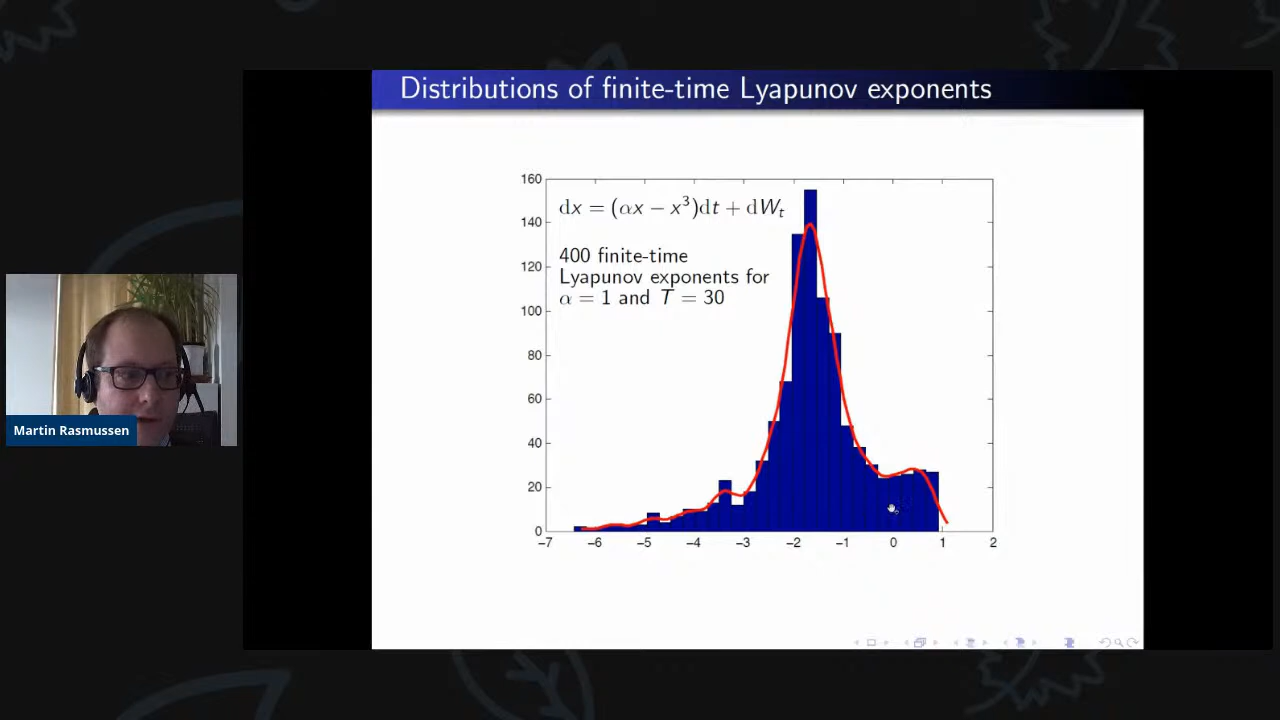 Distributions of finite-time Lyapunov exponents
160
140
120
100
80
60
40
20
0
dx = (αx − x³)dt + dWₜ
400 finite-time
Lyapunov exponents for
α = 1 and T = 30
−7 −6 −5 −4 −3 −2 −1 0 1 2
Martin Rasmussen